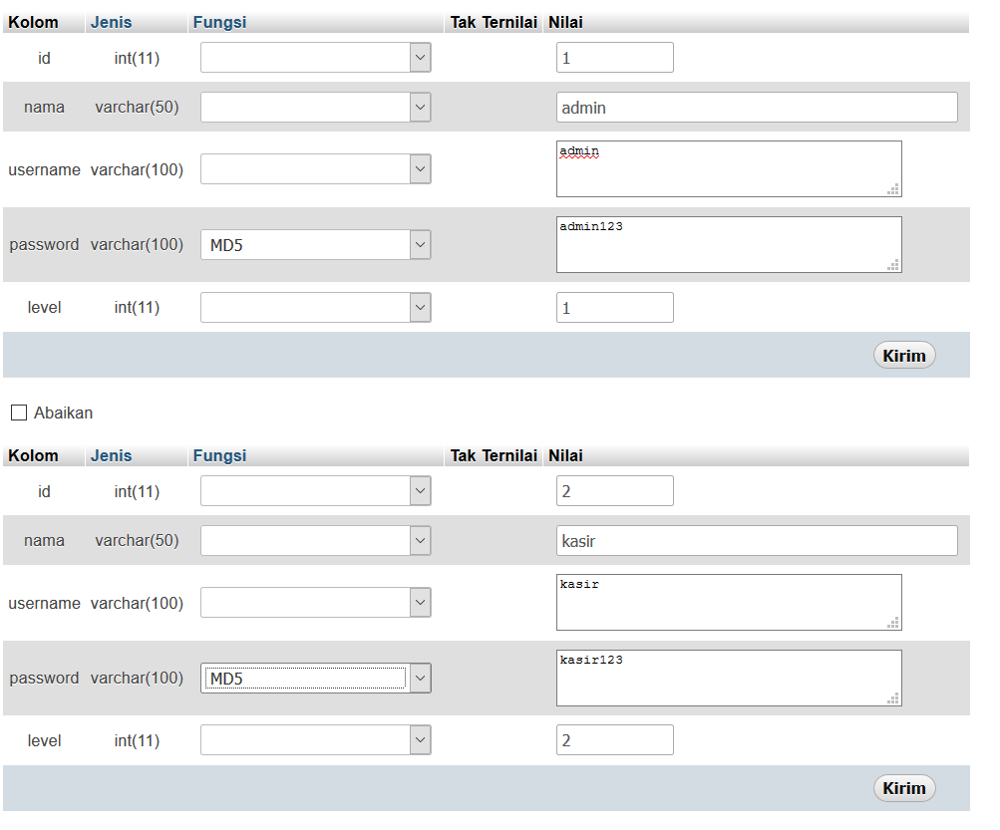 Kolom Jenis Fungsi Tak Ternilai Nilai
id int(11) 1
nama varchar(50) admin
username varchar(100) admin
password varchar(100) MD5 admin123
level int(11) 1
Kirim
Abaikan
Kolom Jenis Fungsi Tak Ternilai Nilai
id int(11) 2
nama varchar(50) kasir
username varchar(100) kasir
password varchar(100) MD5 kasir123
level int(11) 2
Kirim